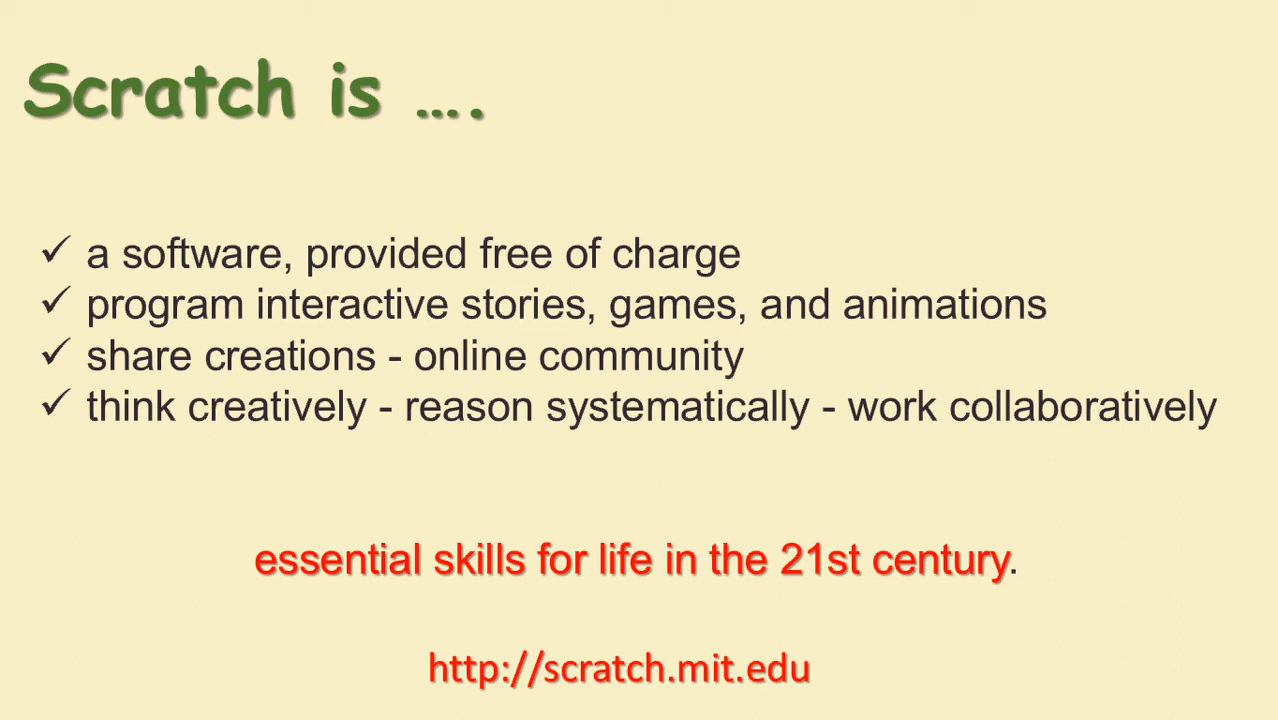 Scratch is ....
✓ a software, provided free of charge
✓ program interactive stories, games, and animations
✓ share creations - online community
✓ think creatively - reason systematically - work collaboratively
essential skills for life in the 21st century.
http://scratch.mit.edu